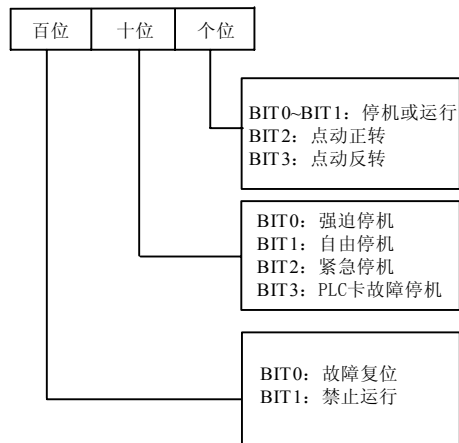 百位 十位 个位
BIT0~BIT1：停机或运行
BIT2：点动正转
BIT3：点动反转
BIT0：强迫停机
BIT1：自由停机
BIT2：紧急停机
BIT3：PLC卡故障停机
BIT0：故障复位
BIT1：禁止运行